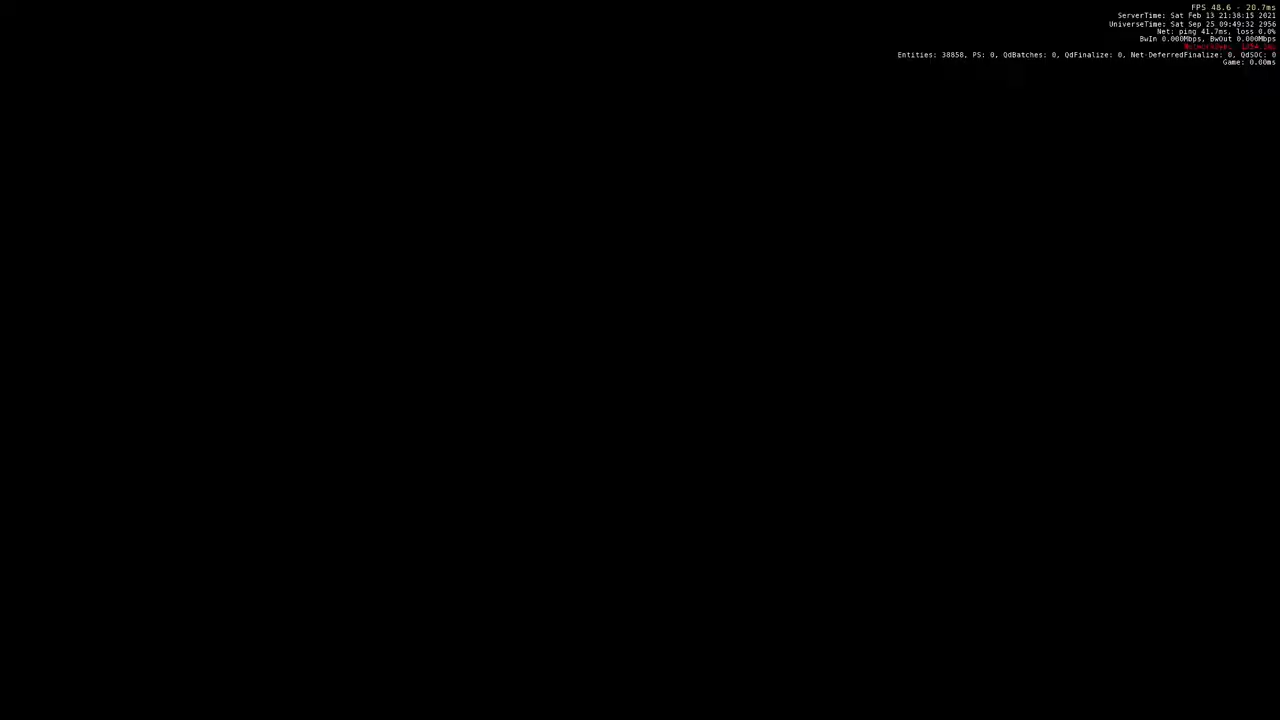 FPS 48.6 - 20.7ms
ServerTime: Sat Feb 13 21:38:15 2021
UniverseTime: Sat Sep 25 09:49:32 2956
Net: ping 41.7ms, loss 0.0%
BwIn 0.000Mbps, BwOut 0.000Mbps
Entities: 38858, PS: 0, QdBatches: 0, QdFinalize: 0, Net-DeferredFinalize: 0, QdSOC: 0
Game: 0.00ms